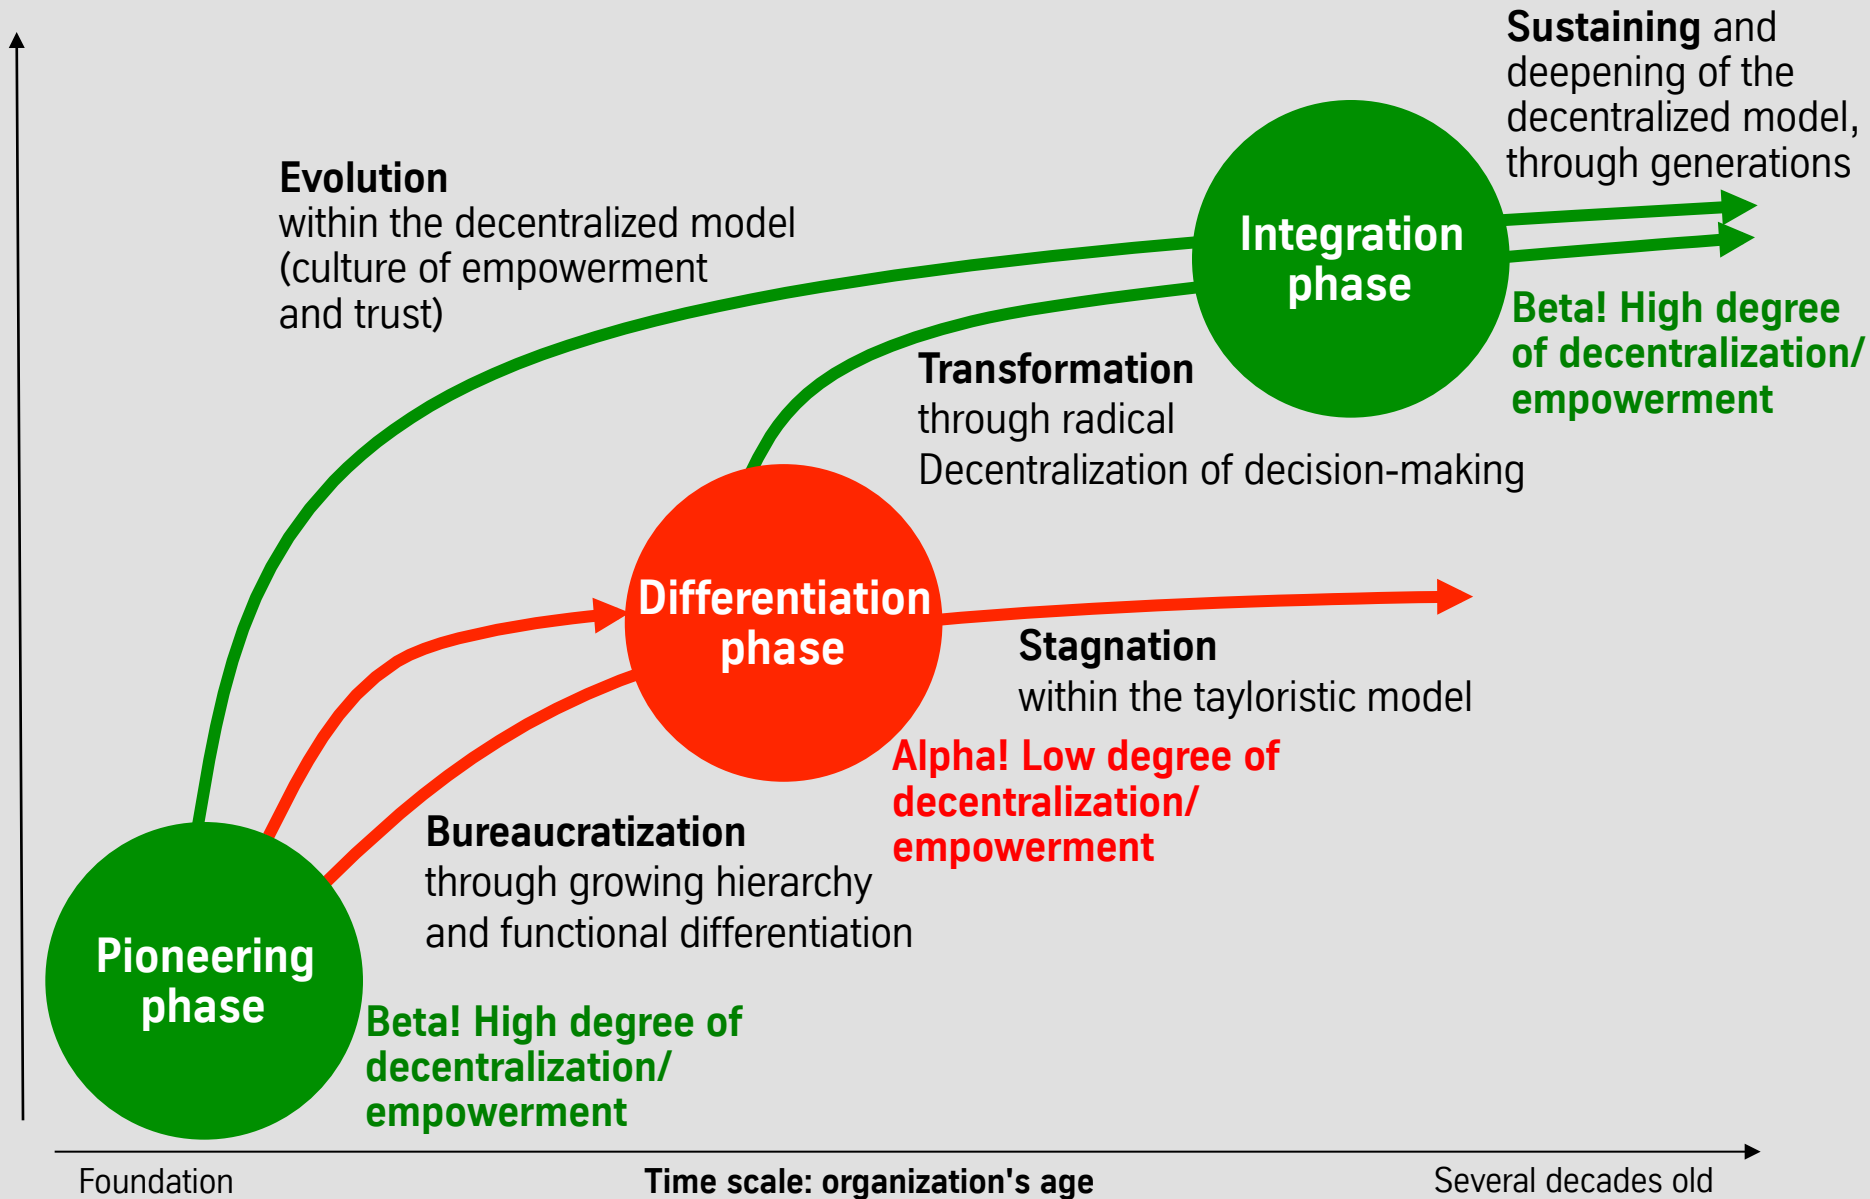 Sustaining and
deepening of the
decentralized model,
through generations
Evolution
within the decentralized model
(culture of empowerment
and trust)
Integration
phase
Beta! High degree
of decentralization/
empowerment
Transformation
through radical
Decentralization of decision-making
Differentiation
phase
Stagnation
within the tayloristic model
Alpha! Low degree of
decentralization/
empowerment
Bureaucratization
through growing hierarchy
and functional differentiation
Pioneering
phase
Beta! High degree of
decentralization/
empowerment
Foundation
Time scale: organization's age
Several decades old